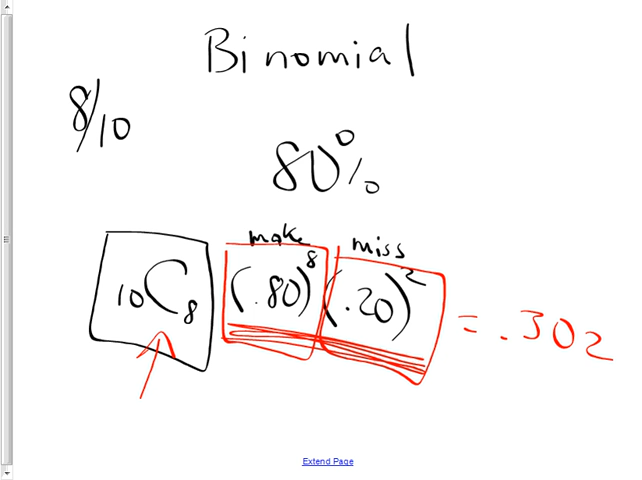 Binomial
8/10
80%
make miss
₁₀C₈ (.80)⁸ (.20)² = .302
Extend Page